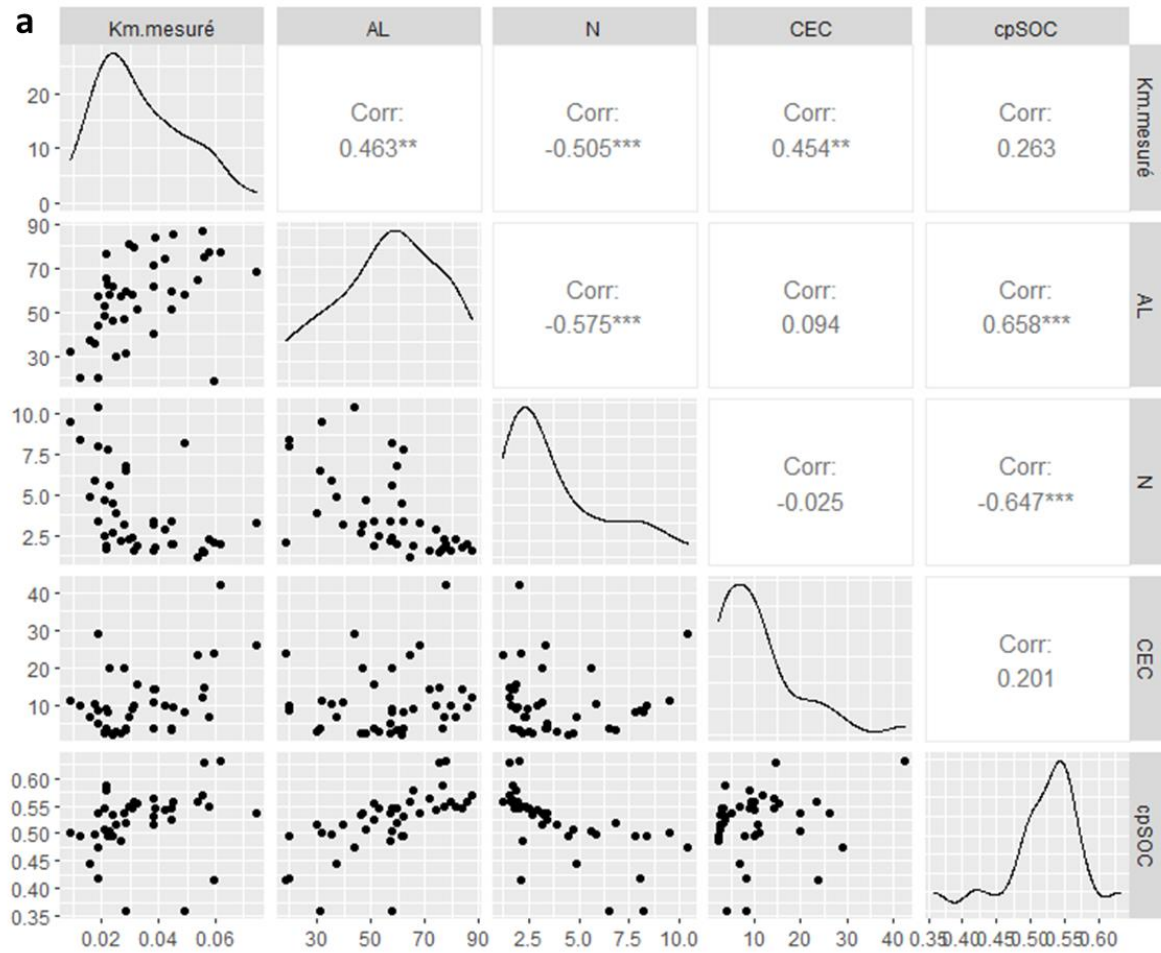 a
Km.mesuré AL N CEC cpSOC
20
10
0
Corr:
0.463**
Corr:
-0.505***
Corr:
0.454**
Corr:
0.263
Km.mesuré
90
70
50
30
Corr:
-0.575***
Corr:
0.094
Corr:
0.658***
AL
10.0
7.5
5.0
2.5
Corr:
-0.025
Corr:
-0.647***
N
40
30
20
10
Corr:
0.201
CEC
0.60
0.55
0.50
0.45
0.40
0.35
cpSOC
0.02 0.04 0.06 30 50 70 90 2.5 5.0 7.5 10.0 10 20 30 40 0.35 0.40 0.45 0.50 0.55 0.60